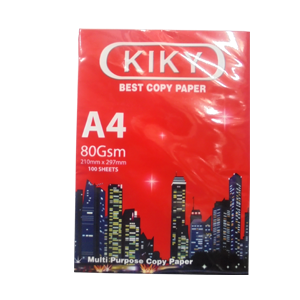 KIKY
BEST COPY PAPER
A4
80Gsm
210mm x 297mm
100 SHEETS
Multi Purpose Copy Paper